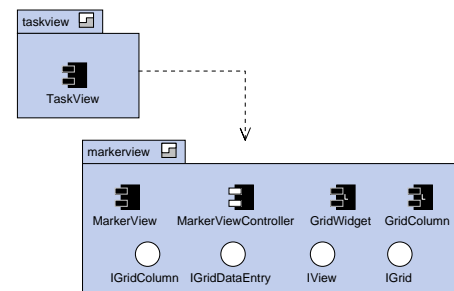 taskview
TaskView
markerview
MarkerView MarkerViewController GridWidget GridColumn
IGridColumn IGridDataEntry IView IGrid